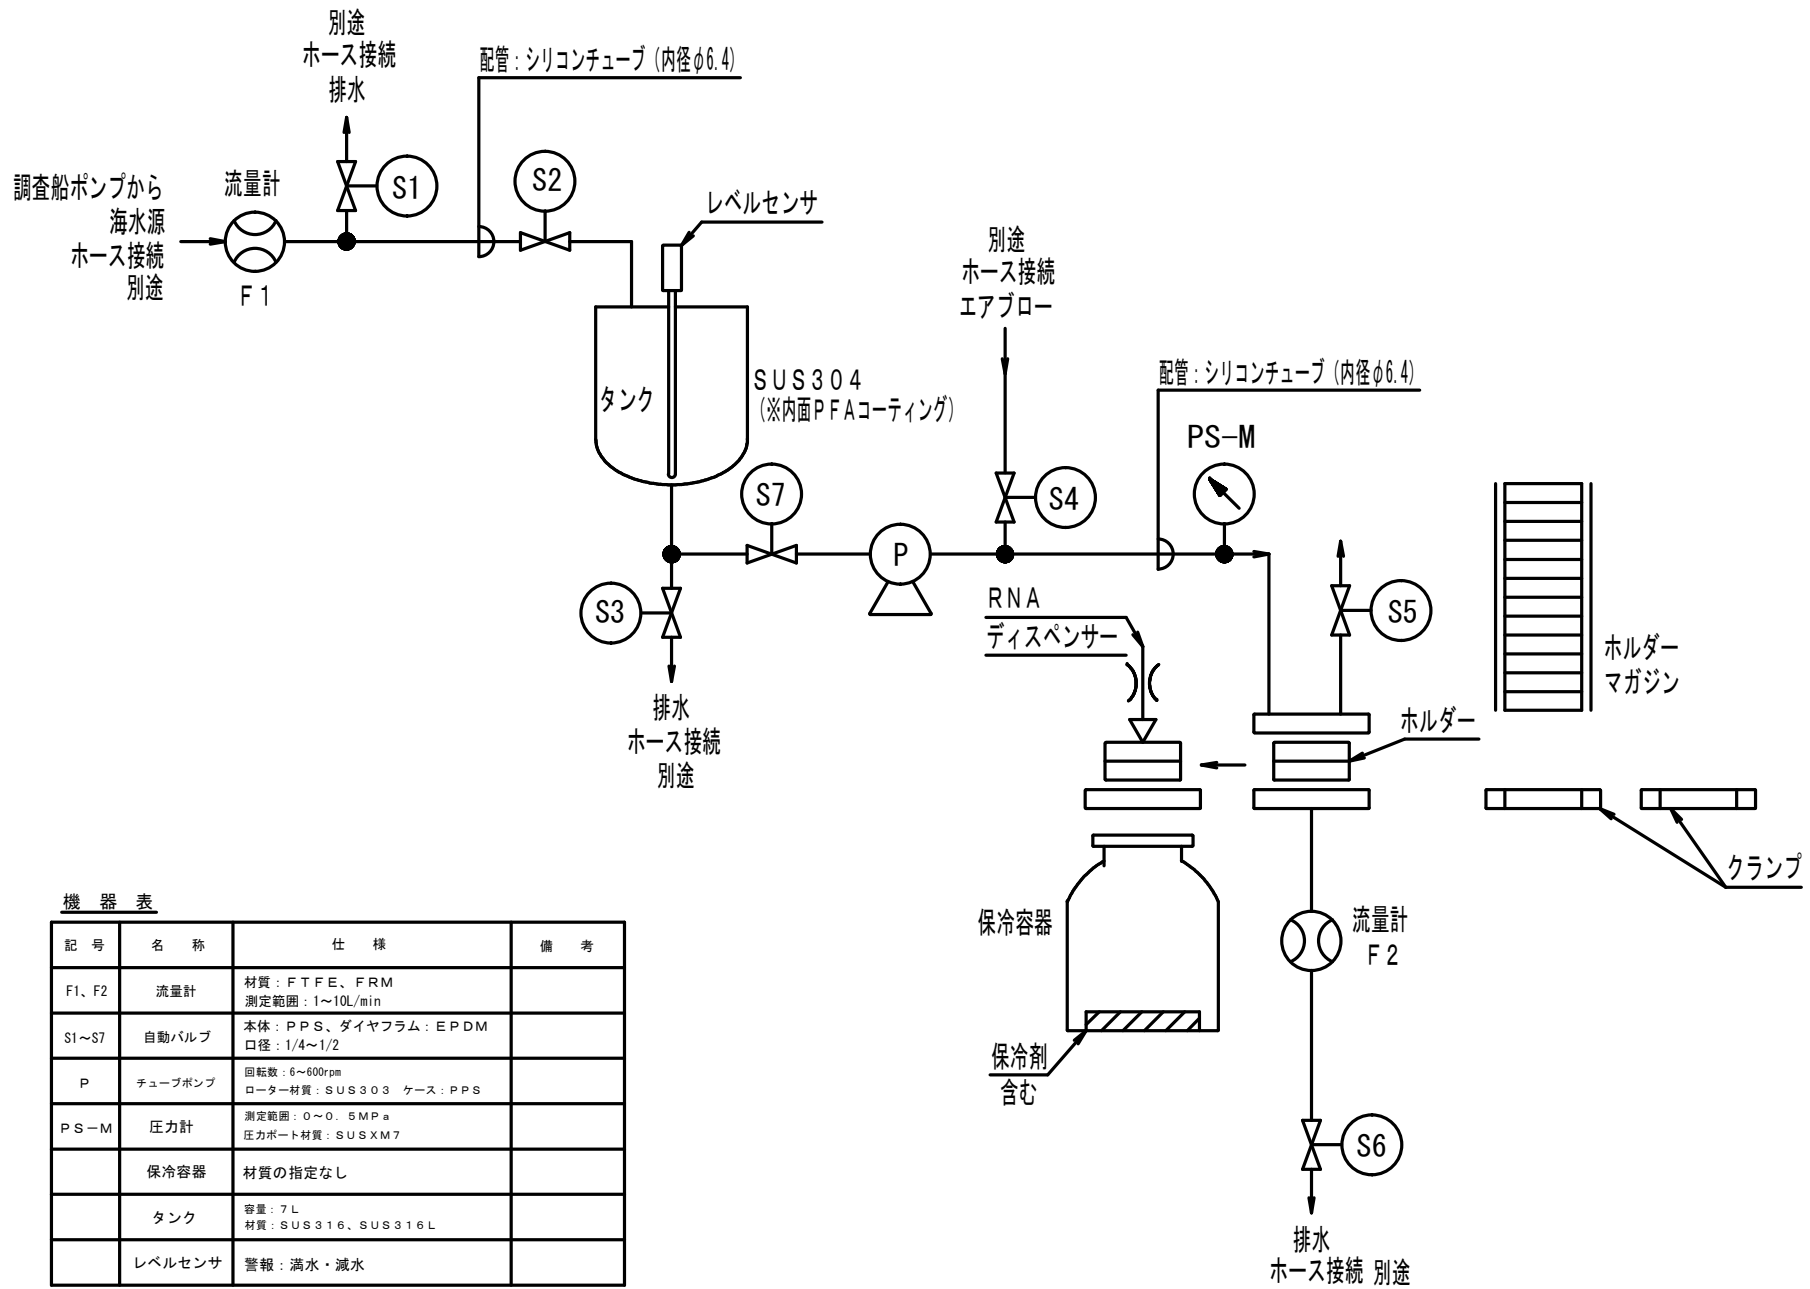 別途
ホース接続
排水
配管：シリコンチューブ（内径φ6.4）
調査船ポンプから
海水源
ホース接続
別途
流量計
F1
S1
S2
レベルセンサ
タンク
SUS304
（※内面PFAコーティング）
別途
ホース接続
エアブロー
配管：シリコンチューブ（内径φ6.4）
PS-M
S7
S4
P
S3
RNA
ディスペンサー
S5
ホルダー
マガジン
排水
ホース接続
別途
ホルダー
クランプ
保冷容器
流量計
F2
保冷剤
含む
S6
排水
ホース接続 別途
機器表
記号 名称 仕様 備考
F1、F2 流量計 材質：FTFE、FRM
測定範囲：1～10L/min
S1～S7 自動バルブ 本体：PPS、ダイヤフラム：EPDM
口径：1/4～1/2
P チューブポンプ 回転数：6～600rpm
ローター材質：SUS303 ケース：PPS
PS-M 圧力計 測定範囲：0～0.5MPa
圧力ポート材質：SUSXM7
保冷容器 材質の指定なし
タンク 容量：7L
材質：SUS316、SUS316L
レベルセンサ 警報：満水・減水